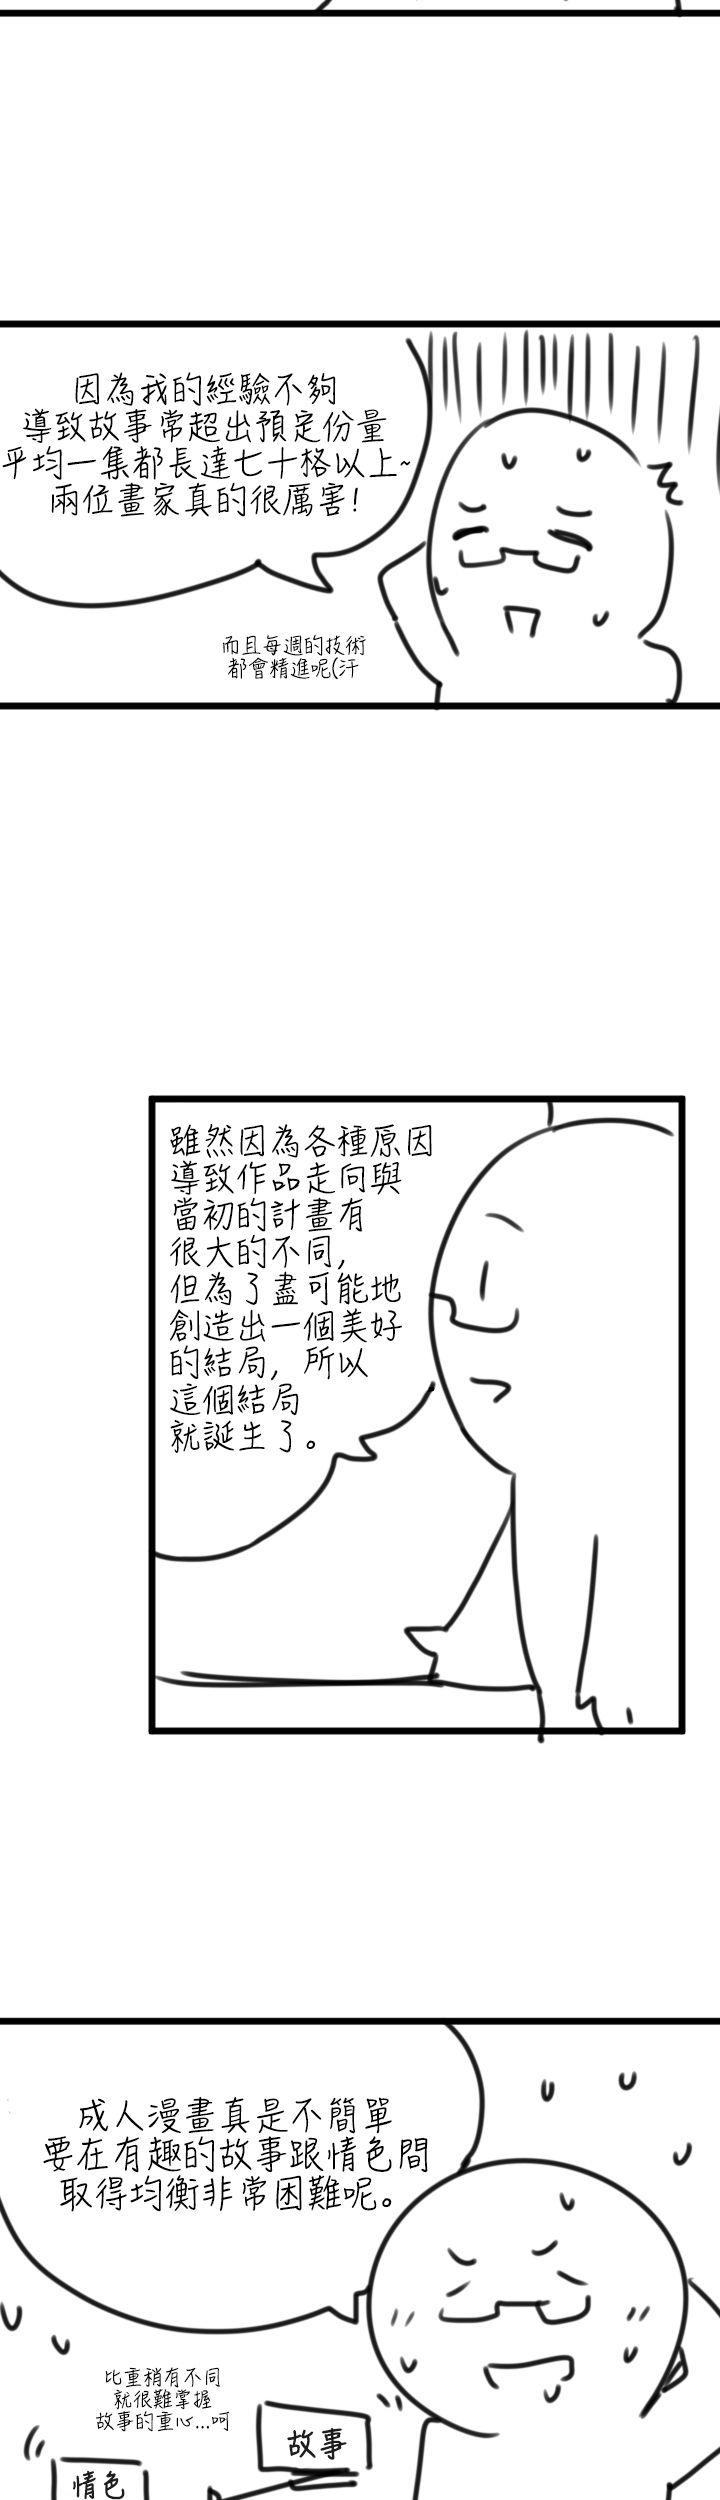 因為我的經驗不夠
導致故事常超出預定份量
平均一集都長達七十格以上~
兩位畫家真的很厲害!
而且每週的技術
都會精進呢(汗
雖然因為各種原因
導致作品走向與
當初的計畫有
很大的不同,
但為了盡可能地
創造出一個美好
的結局, 所以
這個結局
就誕生了。
成人漫畫真是不簡單
要在有趣的故事跟情色間
取得均衡非常困難呢。
比重稍有不同
就很難掌握
故事的重心...呵
故事
情色